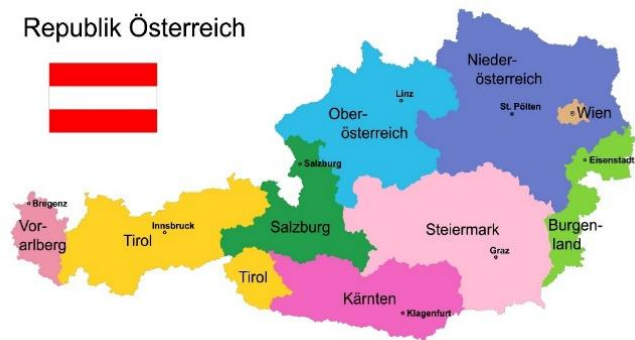 Republik Österreich
Nieder-
österreich
Linz
St. Pölten
Wien
Ober-
österreich
Eisenstadt
Salzburg
Bregenz
Vor-
arlberg
Innsbruck
Tirol
Salzburg
Steiermark
Burgen-
land
Graz
Tirol
Kärnten
Klagenfurt